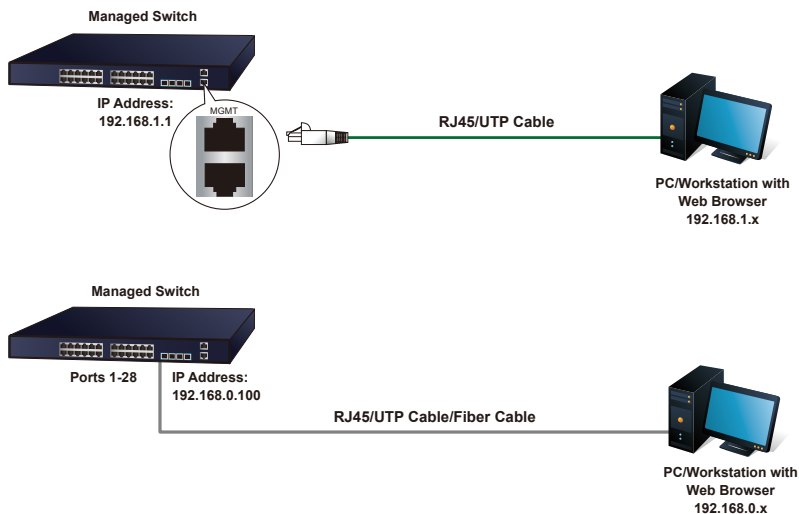 Managed Switch
IP Address:
192.168.1.1
MGMT
RJ45/UTP Cable
PC/Workstation with
Web Browser
192.168.1.x
Managed Switch
Ports 1-28
IP Address:
192.168.0.100
RJ45/UTP Cable/Fiber Cable
PC/Workstation with
Web Browser
192.168.0.x